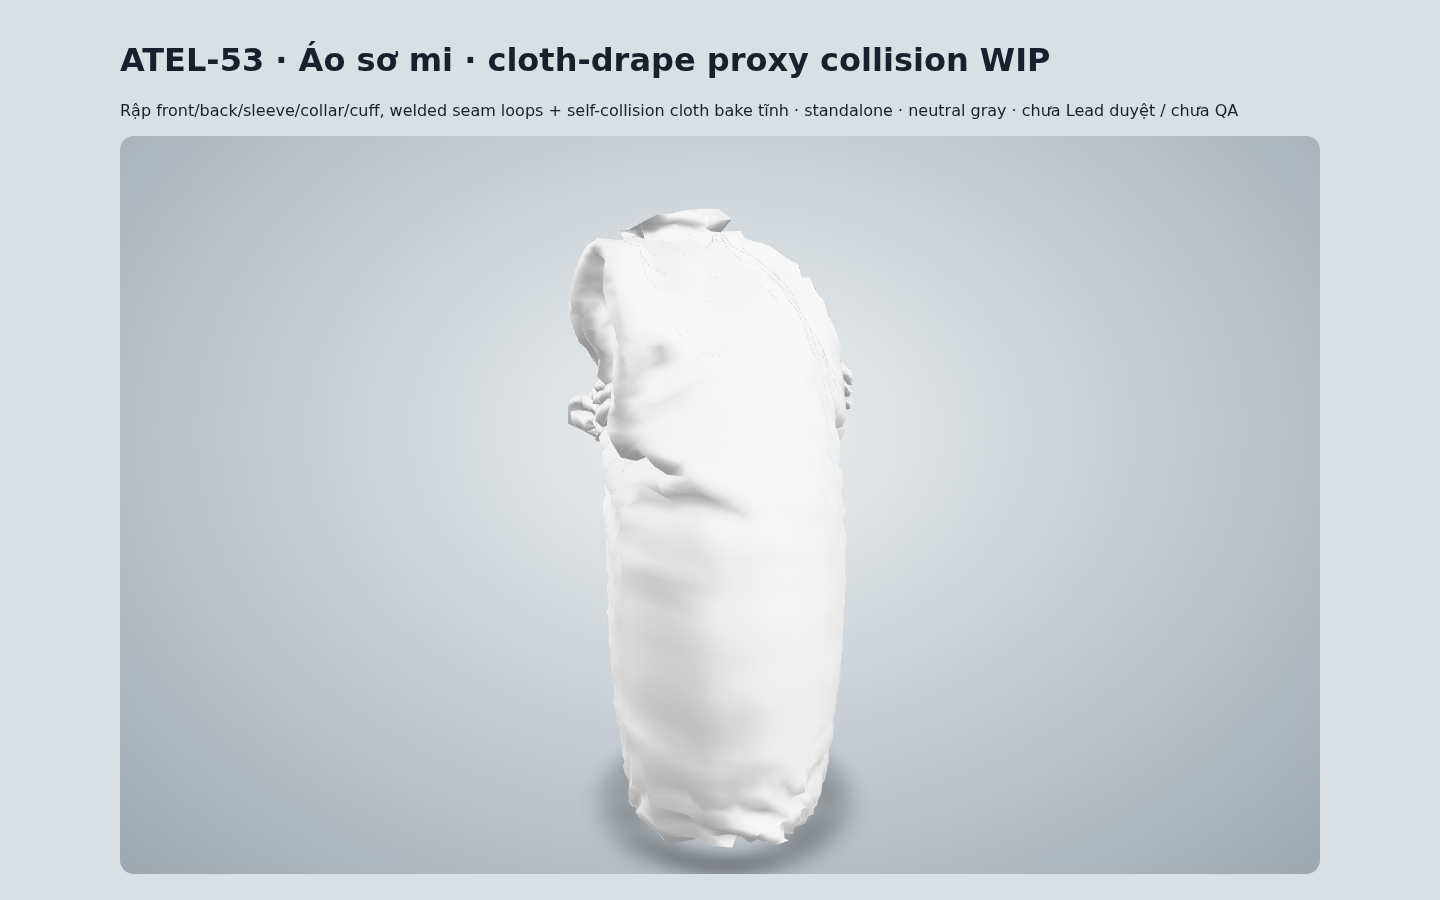 ATEL-53 · Áo sơ mi · cloth-drape proxy collision WIP
Rập front/back/sleeve/collar/cuff, welded seam loops + self-collision cloth bake tĩnh · standalone · neutral gray · chưa Lead duyệt / chưa QA